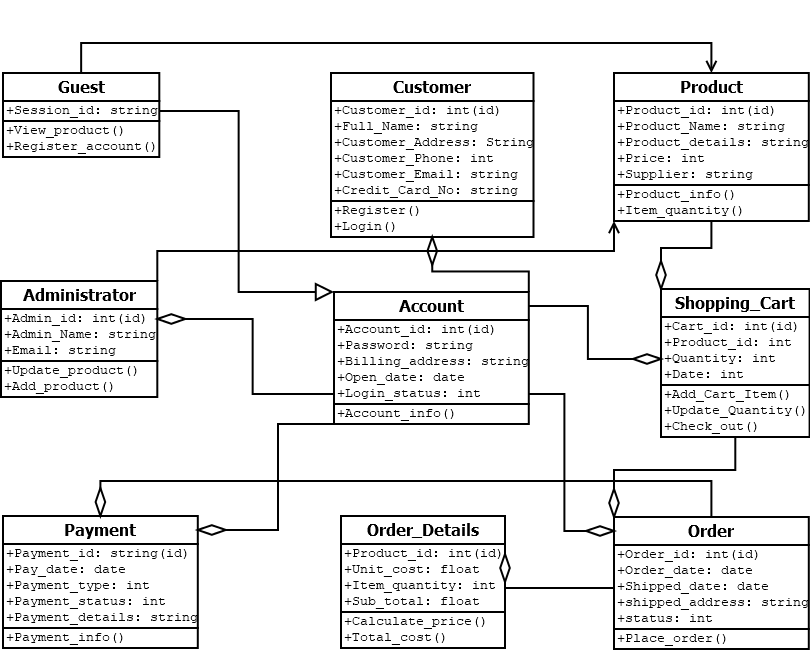 Guest
+Session_id: string
+View_product()
+Register_account()
Customer
+Customer_id: int(id)
+Full_Name: string
+Customer_Address: String
+Customer_Phone: int
+Customer_Email: string
+Credit_Card_No: string
+Register()
+Login()
Product
+Product_id: int(id)
+Product_Name: string
+Product_details: string
+Price: int
+Supplier: string
+Product_info()
+Item_quantity()
Administrator
+Admin_id: int(id)
+Admin_Name: string
+Email: string
+Update_product()
+Add_product()
Account
+Account_id: int(id)
+Password: string
+Billing_address: string
+Open_date: date
+Login_status: int
+Account_info()
Shopping_Cart
+Cart_id: int(id)
+Product_id: int
+Quantity: int
+Date: int
+Add_Cart_Item()
+Update_Quantity()
+Check_out()
Payment
+Payment_id: string(id)
+Pay_date: date
+Payment_type: int
+Payment_status: int
+Payment_details: string
+Payment_info()
Order_Details
+Product_id: int(id)
+Unit_cost: float
+Item_quantity: int
+Sub_total: float
+Calculate_price()
+Total_cost()
Order
+Order_id: int(id)
+Order_date: date
+Shipped_date: date
+shipped_address: string
+status: int
+Place_order()